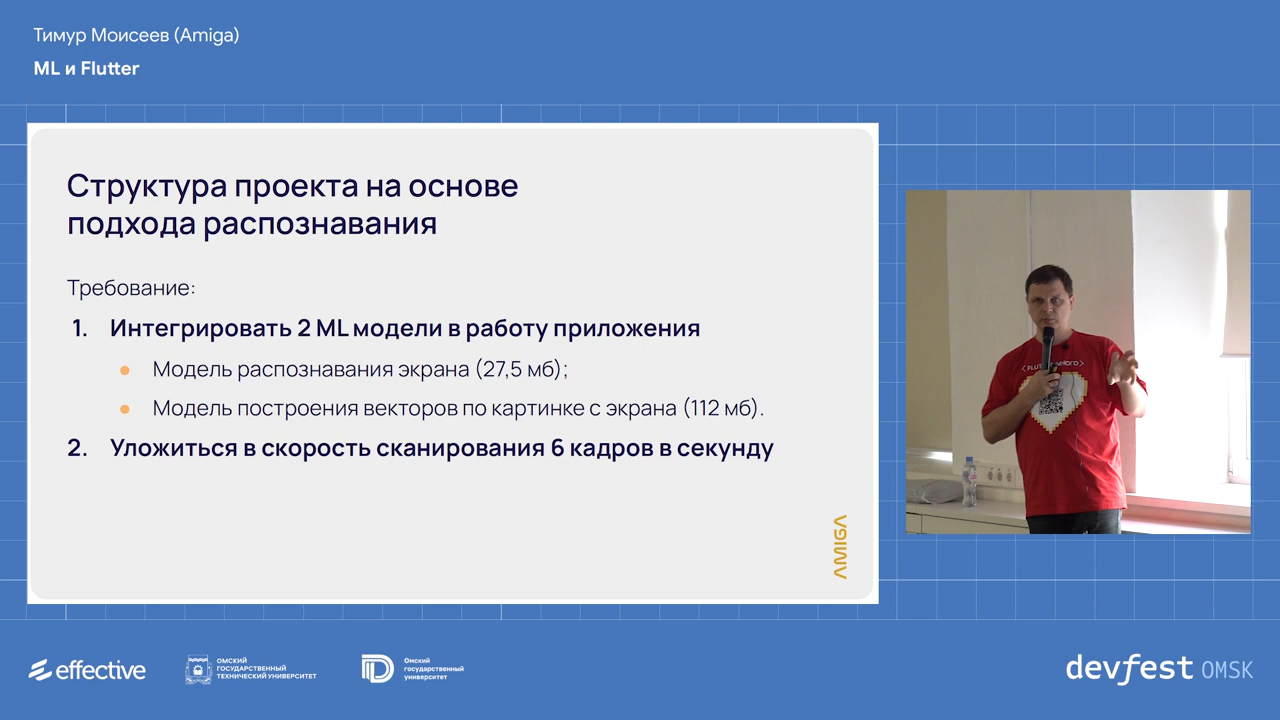 Тимур Моисеев (Amiga)
ML и Flutter
Структура проекта на основе
подхода распознавания
Требование:
1. Интегрировать 2 ML модели в работу приложения
Модель распознавания экрана (27,5 мб);
Модель построения векторов по картинке с экрана (112 мб).
2. Уложиться в скорость сканирования 6 кадров в секунду
AMIGA
effective
ОМСКИЙ
ГОСУДАРСТВЕННЫЙ
ТЕХНИЧЕСКИЙ УНИВЕРСИТЕТ
Омский
государственный
университет
devfest OMSK